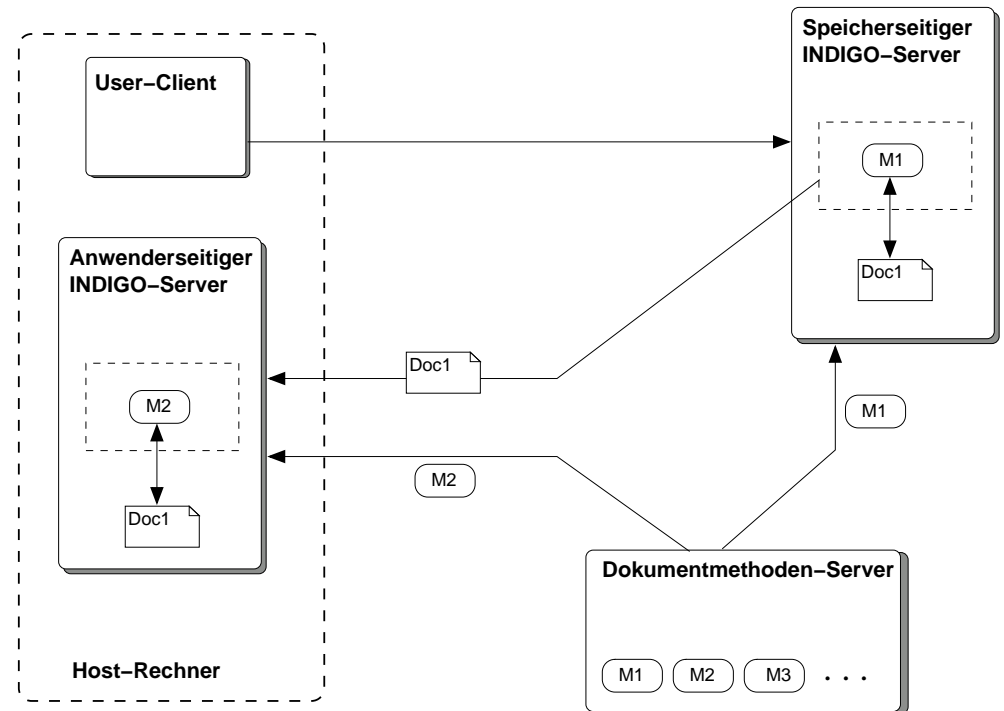 Speicherseitiger
INDIGO−Server
User−Client
M1
Doc1
Anwenderseitiger
INDIGO−Server
M2
Doc1
Doc1
M1
M2
Dokumentmethoden−Server
M1 M2 M3 . . .
Host−Rechner